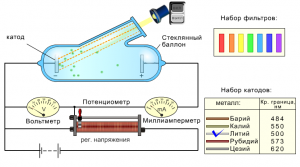 Набор фильтров:
катод
Стеклянный
баллон
Потенциометр
Вольтметр
Миллиамперметр
рег. напряжения
V
mA
Набор катодов:
МЕТАЛЛ:
Кр. граница,
нм
Барий 484
Калий 550
Литий 500
Рубидий 573
Цезий 620